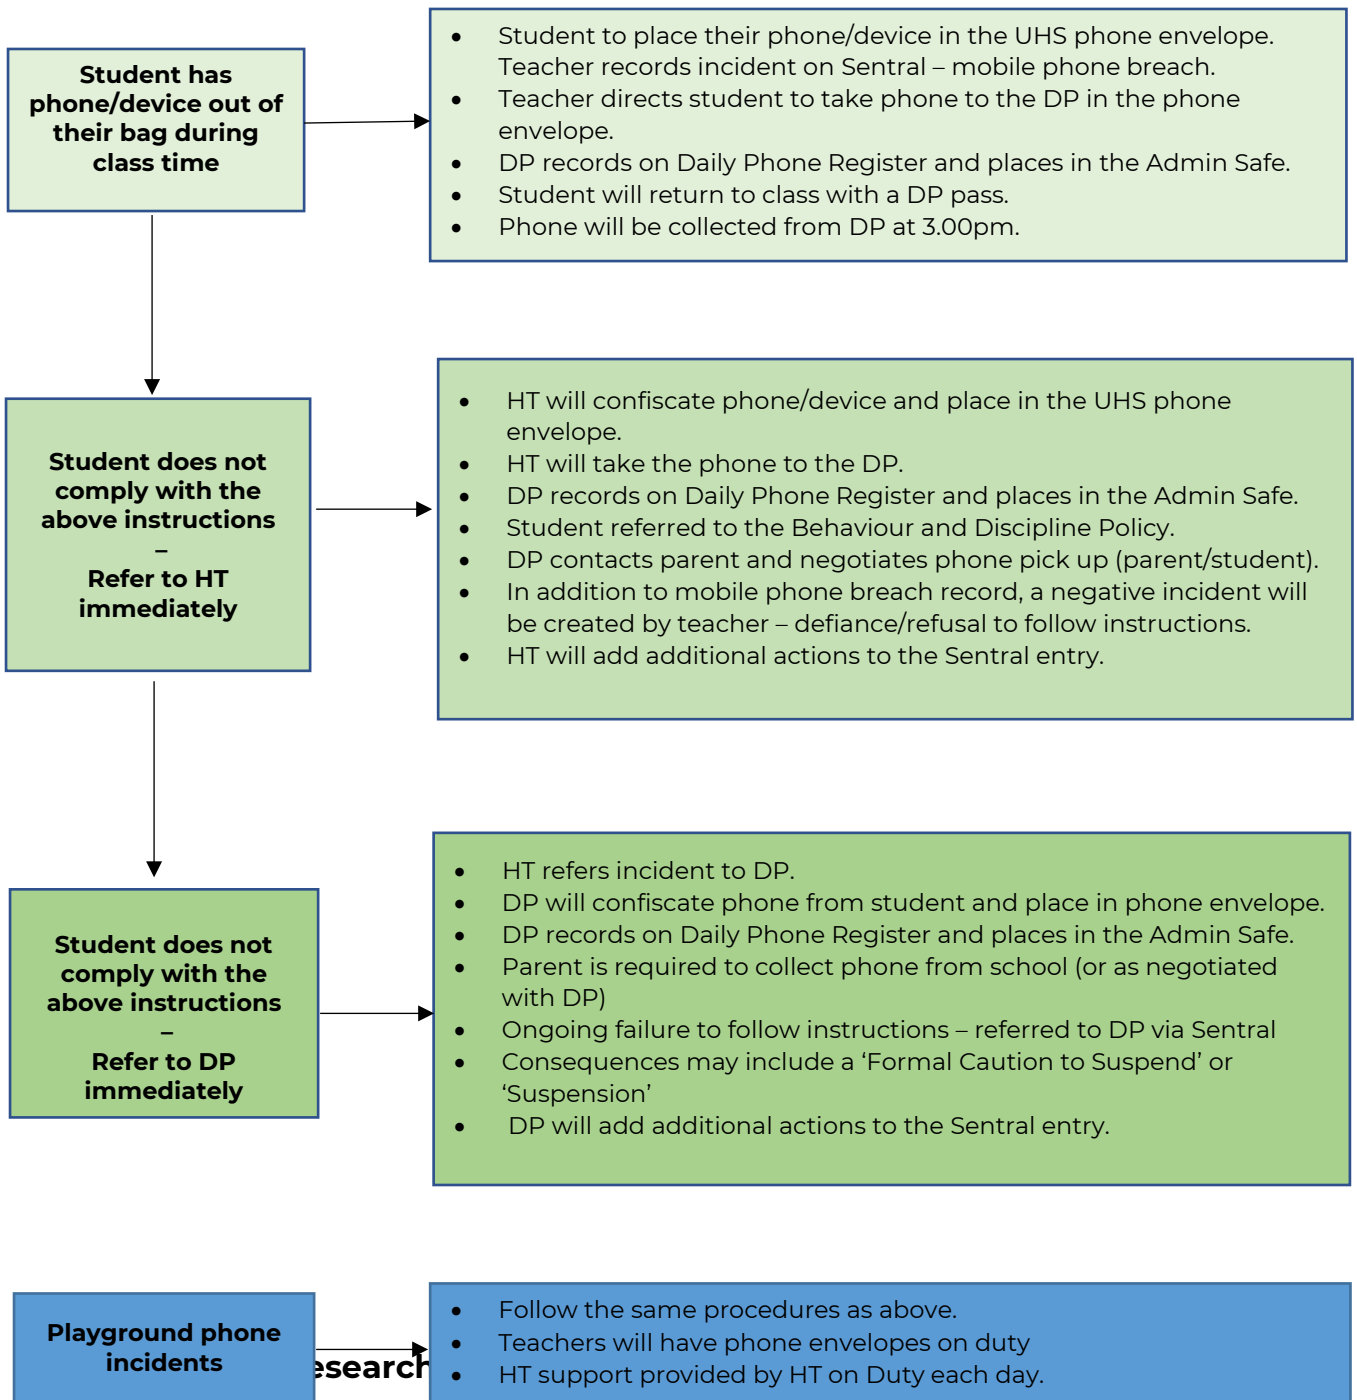 Student has
phone/device out of
their bag during
class time
• Student to place their phone/device in the UHS phone envelope.
Teacher records incident on Sentral – mobile phone breach.
• Teacher directs student to take phone to the DP in the phone
envelope.
• DP records on Daily Phone Register and places in the Admin Safe.
• Student will return to class with a DP pass.
• Phone will be collected from DP at 3.00pm.
Student does not
comply with the
above instructions
–
Refer to HT
immediately
• HT will confiscate phone/device and place in the UHS phone
envelope.
• HT will take the phone to the DP.
• DP records on Daily Phone Register and places in the Admin Safe.
• Student referred to the Behaviour and Discipline Policy.
• DP contacts parent and negotiates phone pick up (parent/student).
• In addition to mobile phone breach record, a negative incident will
be created by teacher – defiance/refusal to follow instructions.
• HT will add additional actions to the Sentral entry.
Student does not
comply with the
above instructions
–
Refer to DP
immediately
• HT refers incident to DP.
• DP will confiscate phone from student and place in phone envelope.
• DP records on Daily Phone Register and places in the Admin Safe.
• Parent is required to collect phone from school (or as negotiated
with DP)
• Ongoing failure to follow instructions – referred to DP via Sentral
• Consequences may include a ‘Formal Caution to Suspend’ or
‘Suspension’
• DP will add additional actions to the Sentral entry.
Playground phone
incidents
• Follow the same procedures as above.
• Teachers will have phone envelopes on duty
• HT support provided by HT on Duty each day.